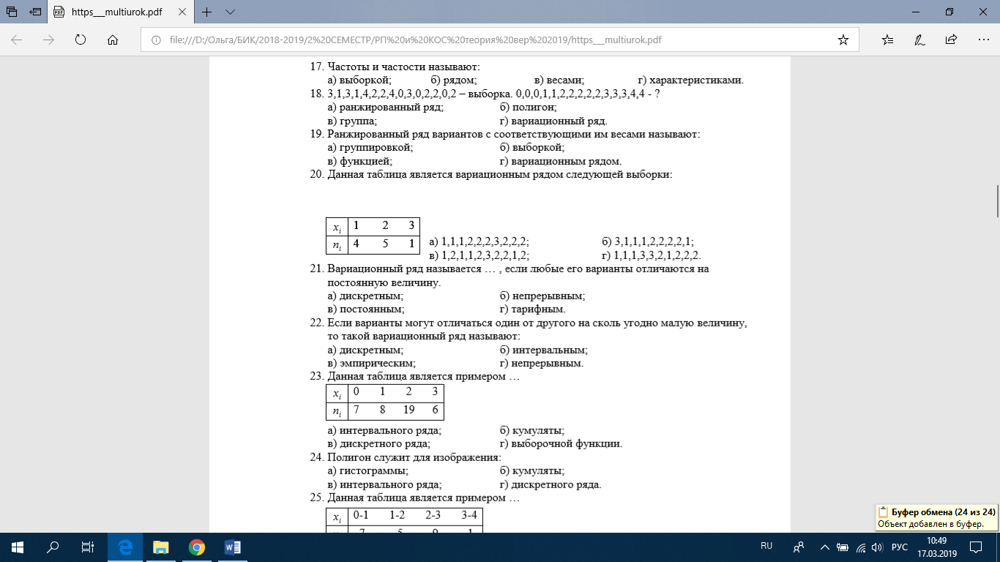 https___multiurok.pdf
file:///D:/Ольга/БИК/2018-2019/2%20СЕМЕСТР/РП%20и%20КОС%20теория%20вер%202019/https___multiurok.pdf
17. Частоты и частости называют:
а) выборкой; б) рядом; в) весами; г) характеристиками.
18. 3,1,3,1,4,2,2,4,0,3,0,2,2,0,2 – выборка. 0,0,0,1,1,2,2,2,2,2,3,3,3,4,4 - ?
а) ранжированный ряд; б) полигон;
в) группа; г) вариационный ряд.
19. Ранжированный ряд вариантов с соответствующими им весами называют:
а) группировкой; б) выборкой;
в) функцией; г) вариационным рядом.
20. Данная таблица является вариационным рядом следующей выборки:
xi 1 2 3
ni 4 5 1
а) 1,1,1,2,2,2,3,2,2,2; б) 3,1,1,1,2,2,2,2,1;
в) 1,2,1,1,2,3,2,2,1,2; г) 1,1,1,3,3,2,1,2,2,2.
21. Вариационный ряд называется … , если любые его варианты отличаются на
постоянную величину.
а) дискретным; б) непрерывным;
в) постоянным; г) тарифным.
22. Если варианты могут отличаться один от другого на сколь угодно малую величину,
то такой вариационный ряд называют:
а) дискретным; б) интервальным;
в) эмпирическим; г) непрерывным.
23. Данная таблица является примером …
xi 0 1 2 3
ni 7 8 19 6
а) интервального ряда; б) кумуляты;
в) дискретного ряда; г) выборочной функции.
24. Полигон служит для изображения:
а) гистограммы; б) кумуляты;
в) интервального ряда; г) дискретного ряда.
25. Данная таблица является примером …
xi 0-1 1-2 2-3 3-4
Буфер обмена (24 из 24)
Объект добавлен в буфер.
RU
РУС
10:49
17.03.2019